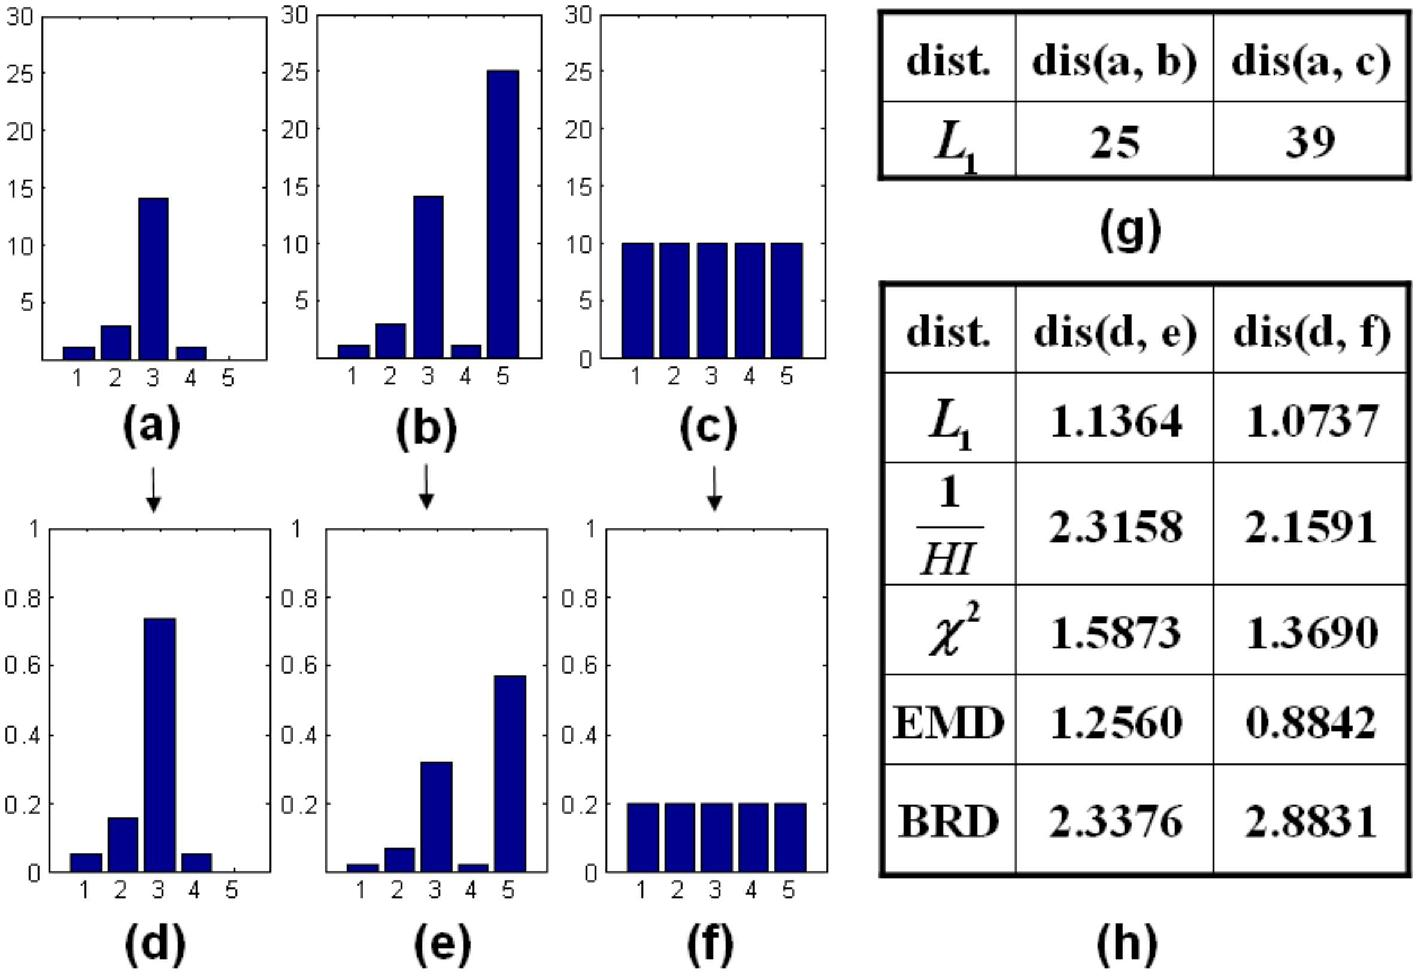 30
25
20
15
10
5
1 2 3 4 5
(a)
30
25
20
15
10
5
1 2 3 4 5
(b)
30
25
20
15
10
5
0
1 2 3 4 5
(c)
dist. dis(a, b) dis(a, c)
L₁ 25 39
(g)
1
0.8
0.6
0.4
0.2
0
1 2 3 4 5
(d)
1
0.8
0.6
0.4
0.2
1 2 3 4 5
(e)
1
0.8
0.6
0.4
0.2
0
1 2 3 4 5
(f)
dist. dis(d, e) dis(d, f)
L₁ 1.1364 1.0737
1/HI 2.3158 2.1591
χ² 1.5873 1.3690
EMD 1.2560 0.8842
BRD 2.3376 2.8831
(h)